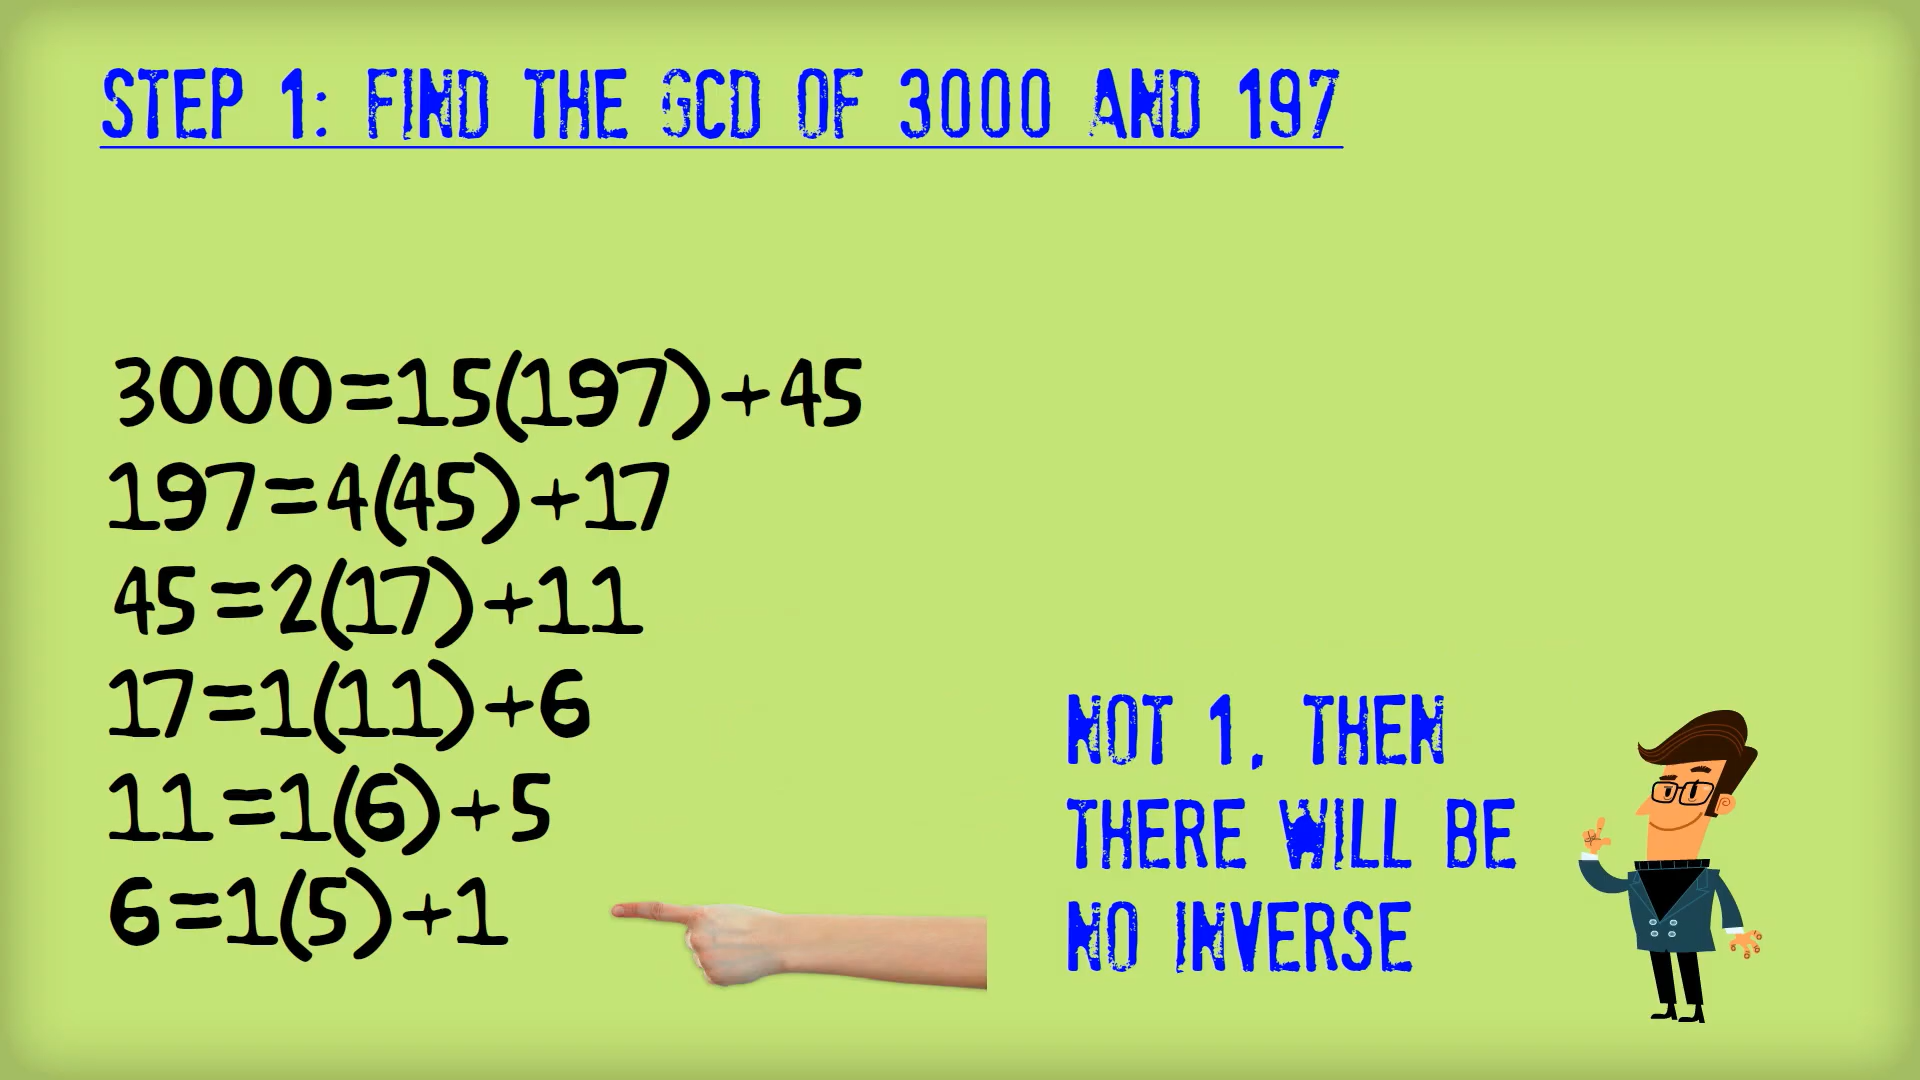 STEP 1: FIND THE GCD OF 3000 AND 197
3000=15(197)+45
197=4(45)+17
45=2(17)+11
17=1(11)+6
11=1(6)+5
6=1(5)+1
NOT 1, THEN
THERE WILL BE
NO INVERSE